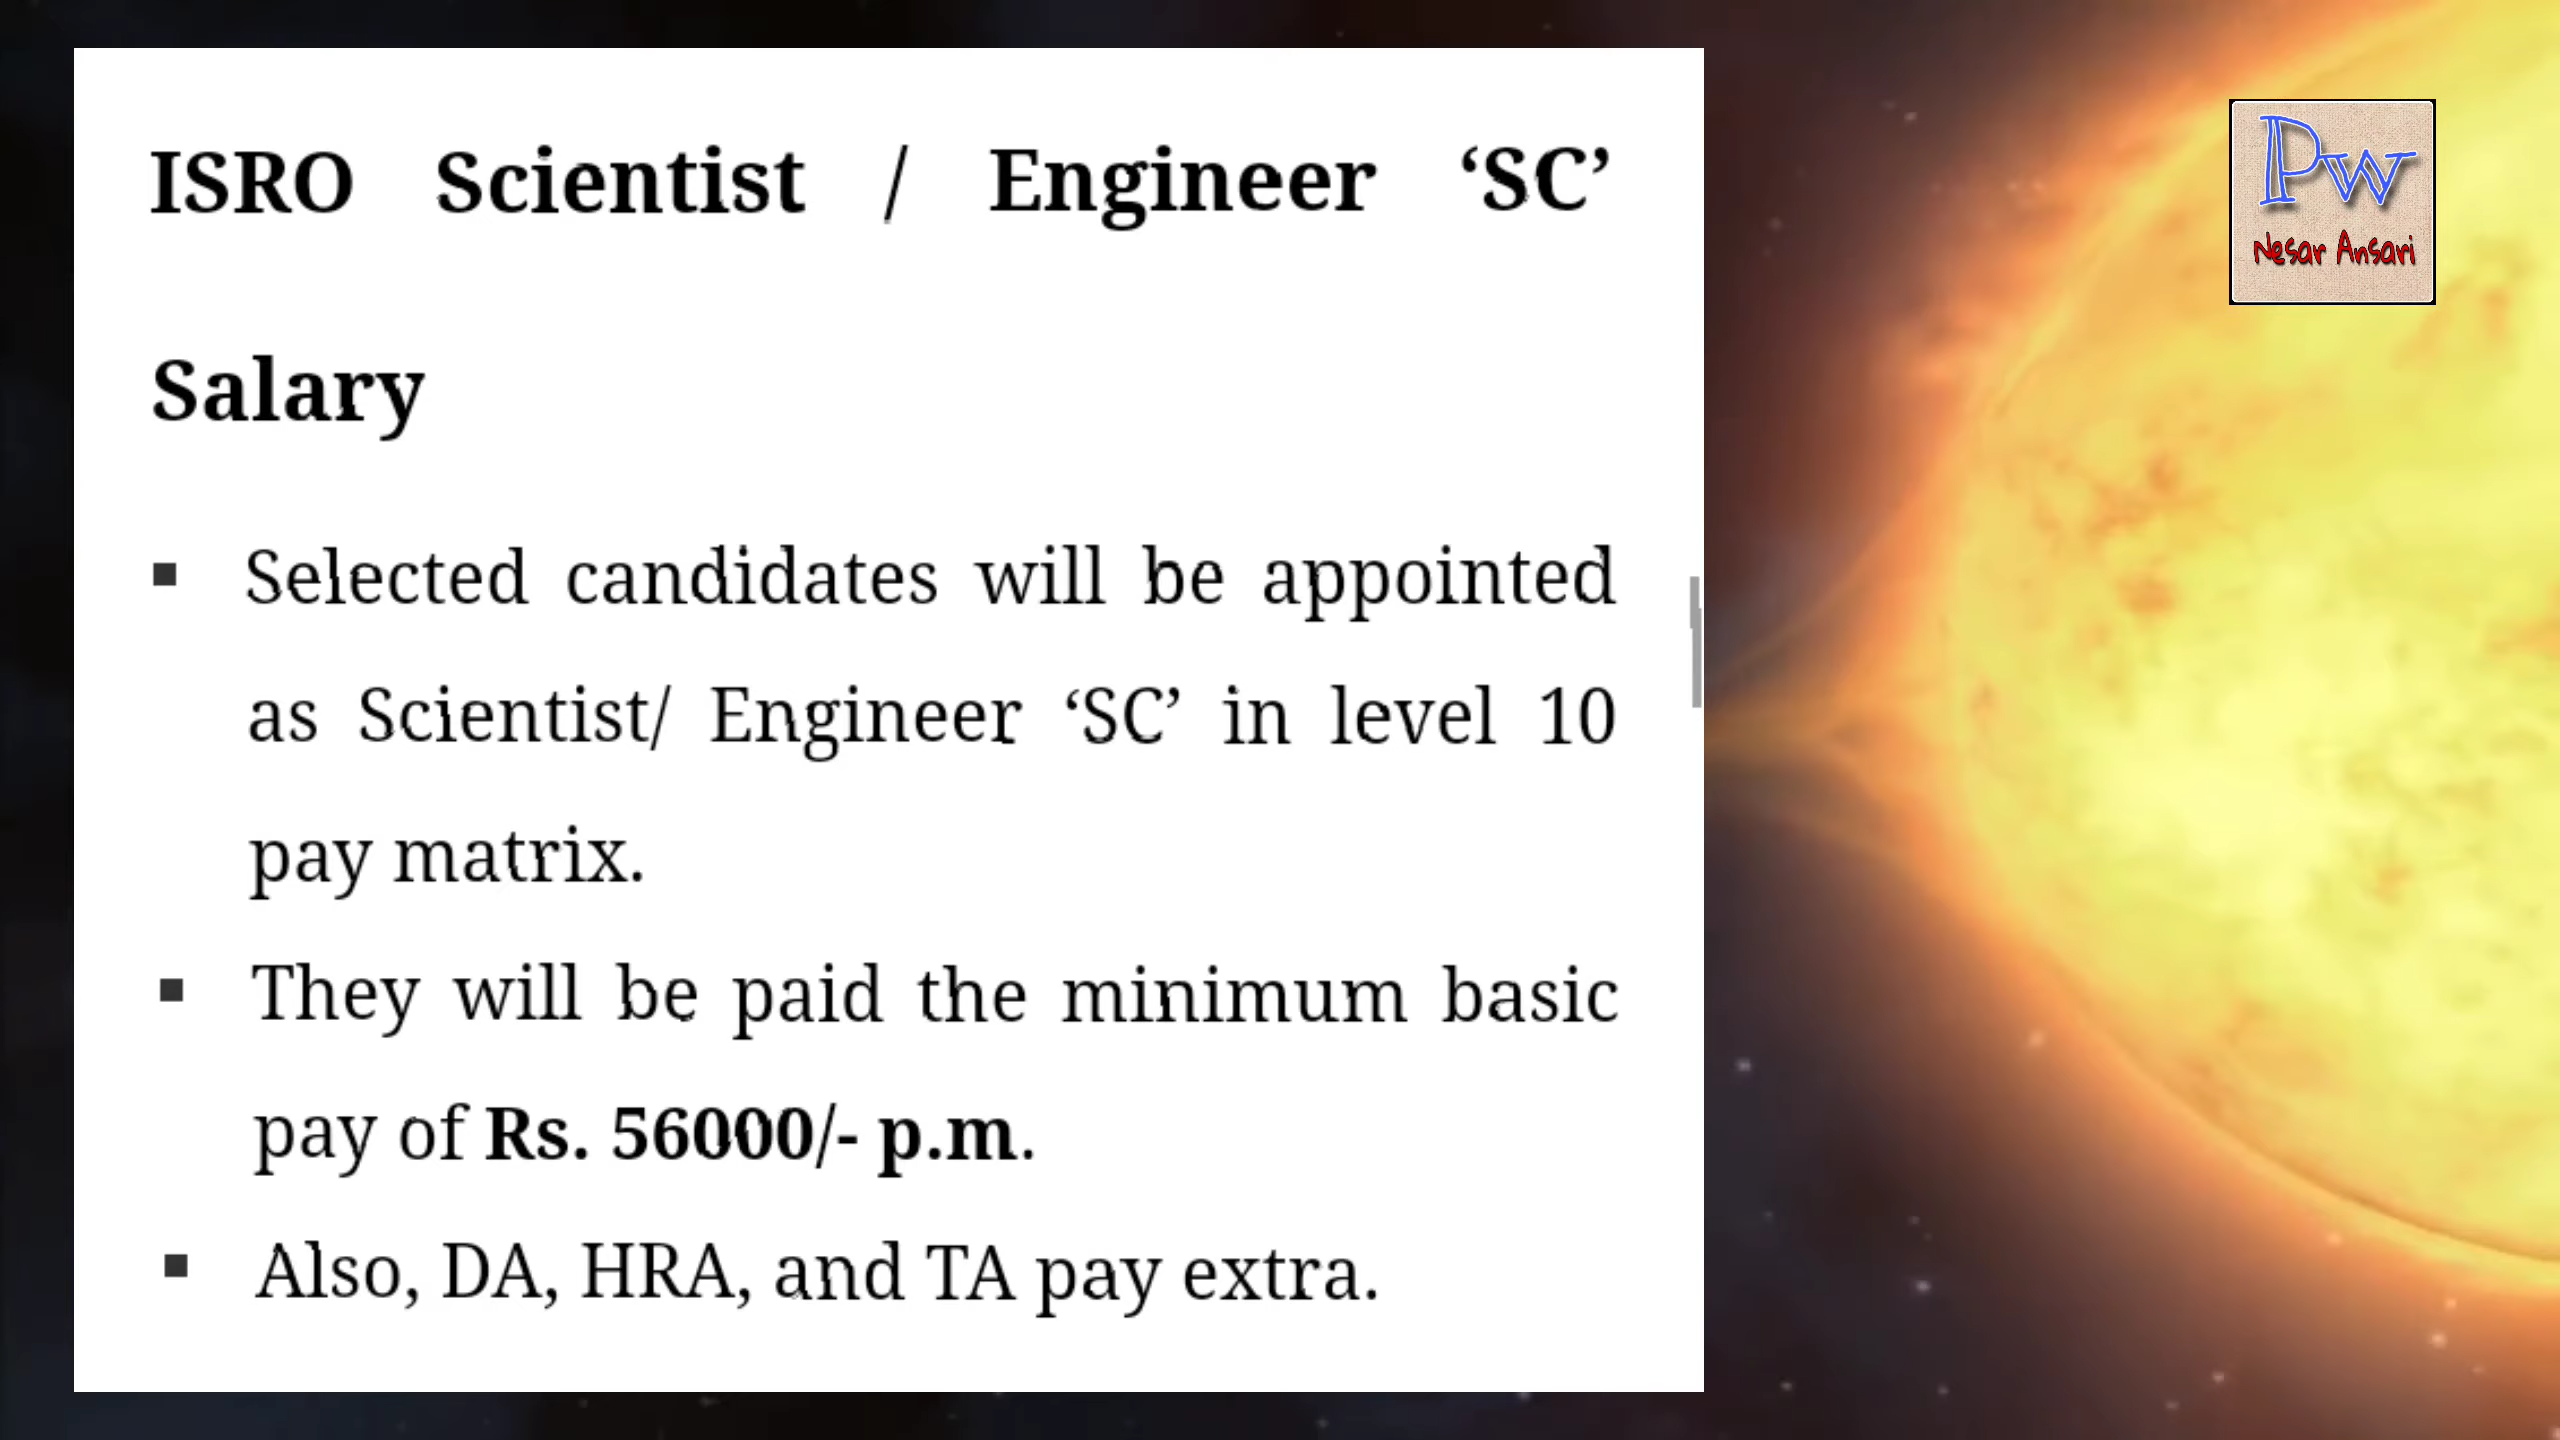 ISRO Scientist / Engineer ‘SC’
Salary
▪ Selected candidates will be appointed
as Scientist/ Engineer ‘SC’ in level 10
pay matrix.
▪ They will be paid the minimum basic
pay of Rs. 56000/- p.m.
▪ Also, DA, HRA, and TA pay extra.
PW
Nesar Ansari